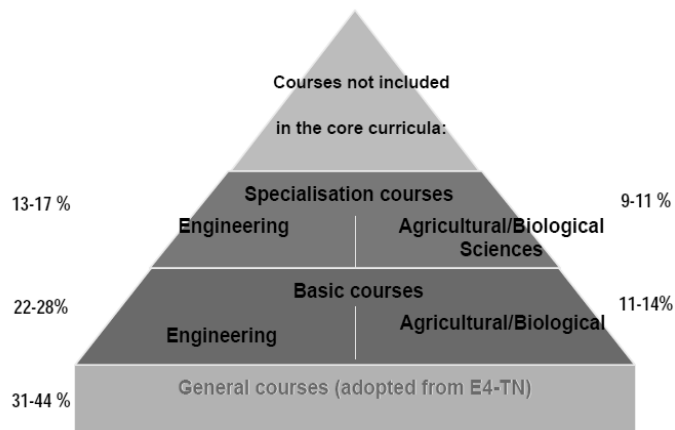 Courses not included
in the core curricula:
Specialisation courses
13-17 %
9-11 %
Engineering
Agricultural/Biological
Sciences
Basic courses
22-28%
11-14%
Engineering
Agricultural/Biological
General courses (adopted from E4-TN)
31-44 %